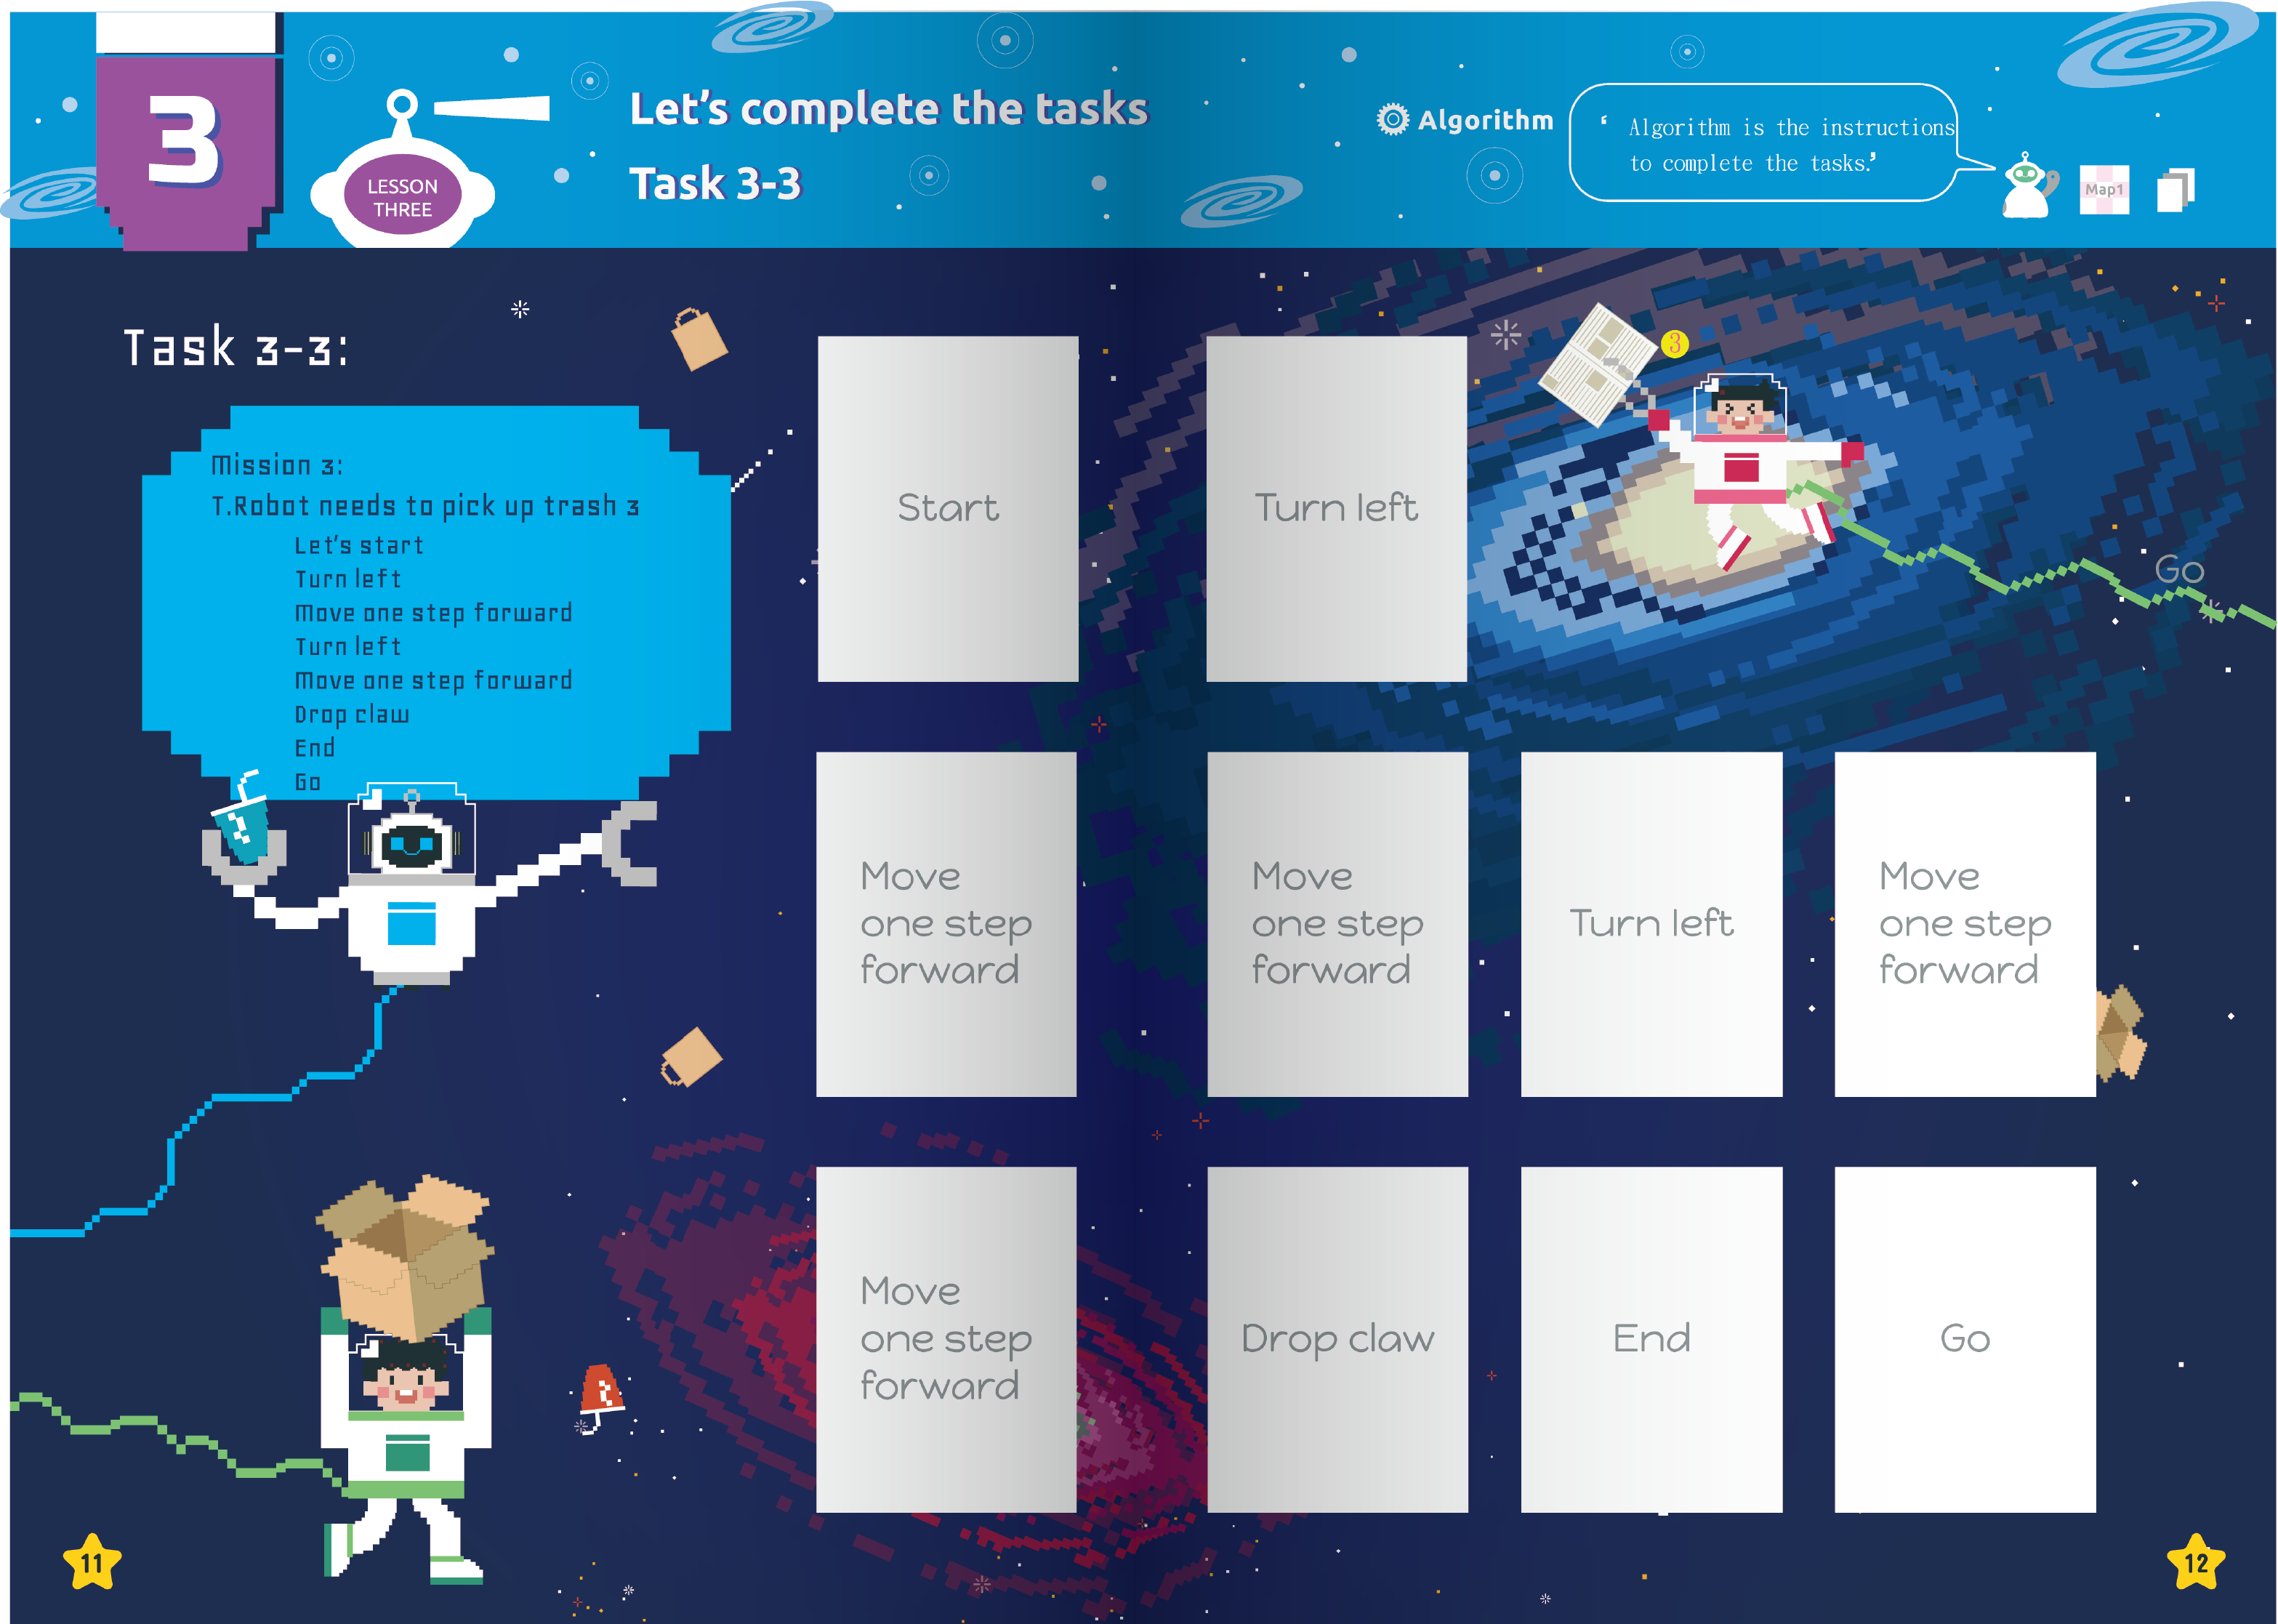 3
LESSON
THREE
Let's complete the tasks
Task 3-3
Algorithm
‘ Algorithm is the instructions
to complete the tasks.’
Map1
Task 3-3:
Mission 3:
T.Robot needs to pick up trash 3
Let's start
Turn left
Move one step forward
Turn left
Move one step forward
Drop claw
End
Go
Start
Turn left
3
Go
Move
one step
forward
Move
one step
forward
Turn left
Move
one step
forward
Move
one step
forward
Drop claw
End
Go
11
12